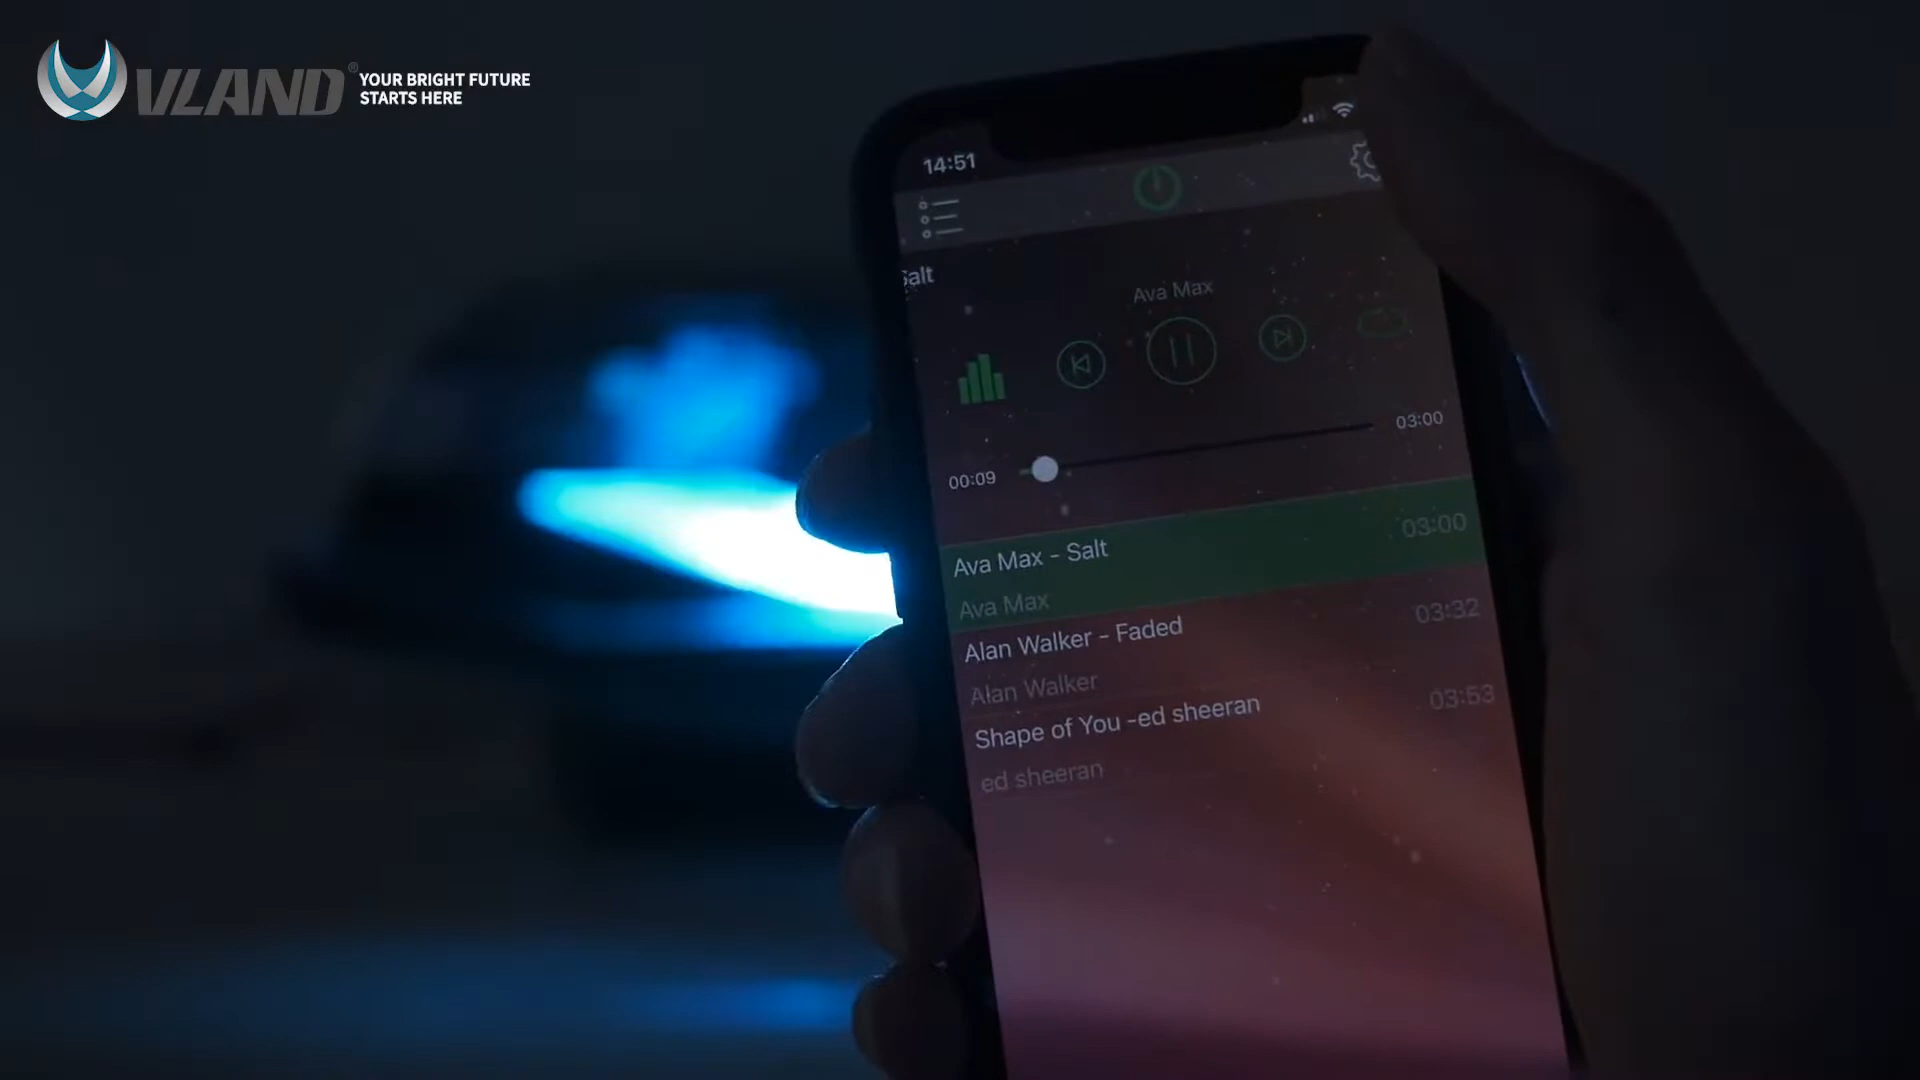 VLAND®
YOUR BRIGHT FUTURE
STARTS HERE
14:51
Salt
Ava Max
00:09
03:00
Ava Max - Salt
03:00
Ava Max
Alan Walker - Faded
03:32
Alan Walker
Shape of You -ed sheeran
03:53
ed sheeran